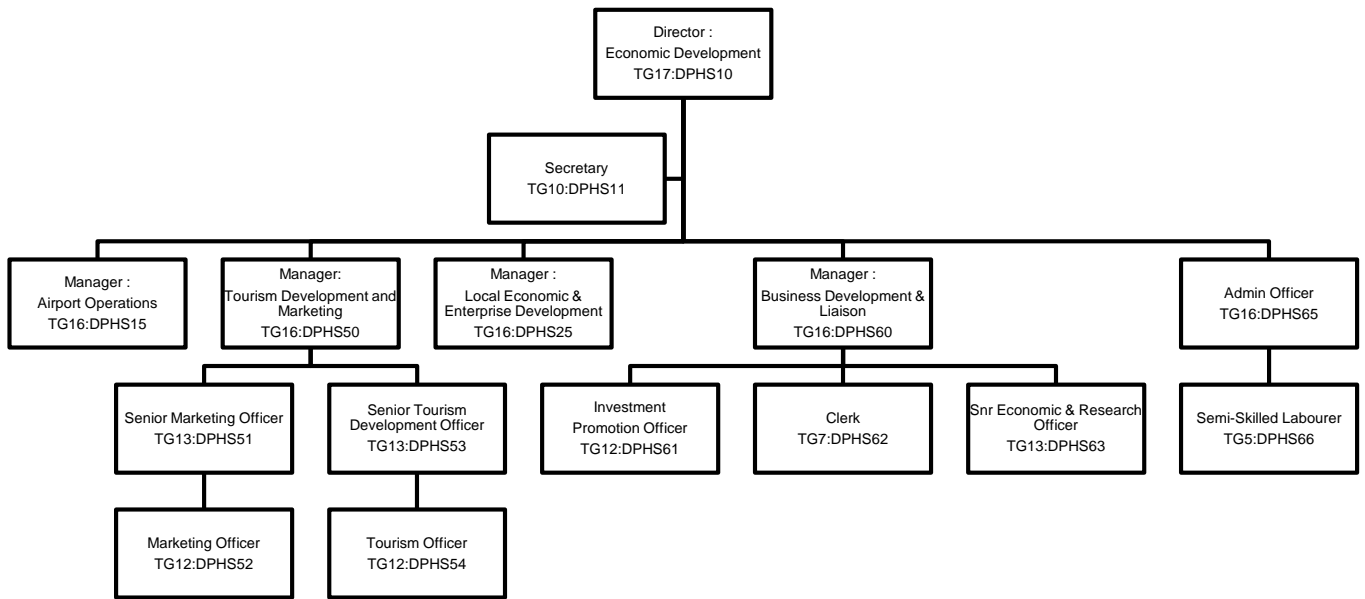 Director :
Economic Development
TG17:DPHS10
Secretary
TG10:DPHS11
Manager :
Airport Operations
TG16:DPHS15
Manager:
Tourism Development and
Marketing
TG16:DPHS50
Manager :
Local Economic &
Enterprise Development
TG16:DPHS25
Manager :
Business Development &
Liaison
TG16:DPHS60
Admin Officer
TG16:DPHS65
Senior Marketing Officer
TG13:DPHS51
Senior Tourism
Development Officer
TG13:DPHS53
Investment
Promotion Officer
TG12:DPHS61
Clerk
TG7:DPHS62
Snr Economic & Research
Officer
TG13:DPHS63
Semi-Skilled Labourer
TG5:DPHS66
Marketing Officer
TG12:DPHS52
Tourism Officer
TG12:DPHS54